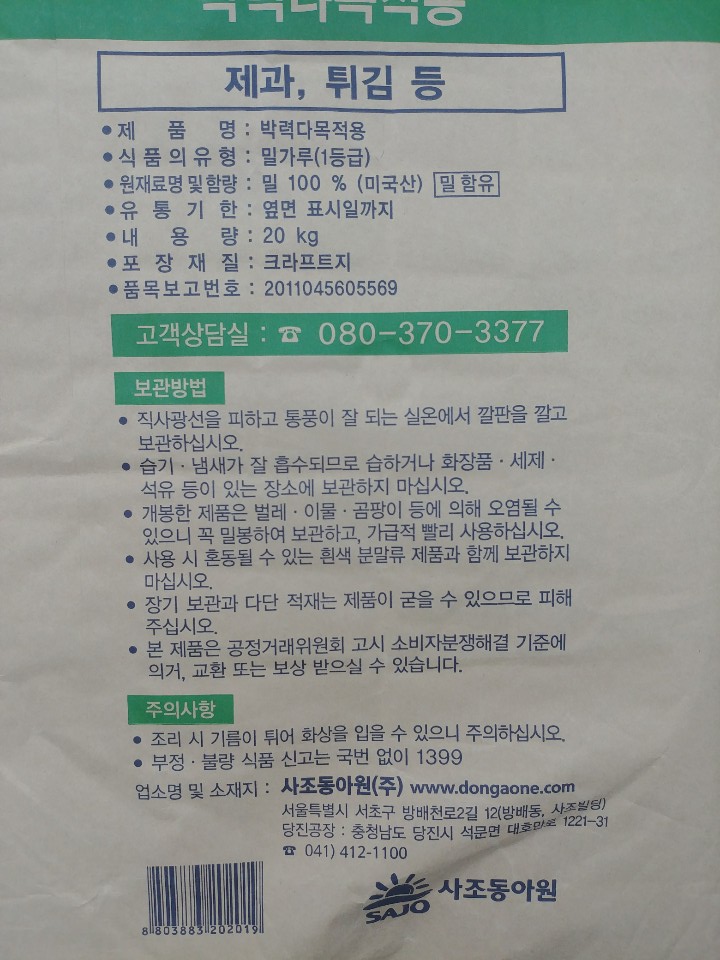 박력다목적용
제과, 튀김 등
• 제 품 명 : 박력다목적용
• 식품의유형 : 밀가루(1등급)
• 원재료명및함량 : 밀 100 % (미국산) 밀 함유
• 유 통 기 한 : 옆면 표시일까지
• 내 용 량 : 20 kg
• 포 장 재 질 : 크라프트지
• 품목보고번호 : 2011045605569
고객상담실 : ☎ 080-370-3377
보관방법
• 직사광선을 피하고 통풍이 잘 되는 실온에서 깔판을 깔고
보관하십시오.
• 습기 · 냄새가 잘 흡수되므로 습하거나 화장품 · 세제 ·
석유 등이 있는 장소에 보관하지 마십시오.
• 개봉한 제품은 벌레 · 이물 · 곰팡이 등에 의해 오염될 수
있으니 꼭 밀봉하여 보관하고, 가급적 빨리 사용하십시오.
• 사용 시 혼동될 수 있는 흰색 분말류 제품과 함께 보관하지
마십시오.
• 장기 보관과 다단 적재는 제품이 굳을 수 있으므로 피해
주십시오.
• 본 제품은 공정거래위원회 고시 소비자분쟁해결 기준에
의거, 교환 또는 보상 받으실 수 있습니다.
주의사항
• 조리 시 기름이 튀어 화상을 입을 수 있으니 주의하십시오.
• 부정 · 불량 식품 신고는 국번 없이 1399
업소명 및 소재지 : 사조동아원(주) www.dongaone.com
서울특별시 서초구 방배천로2길 12(방배동, 사조빌딩)
당진공장 : 충청남도 당진시 석문면 대호만로 1221-31
☎ 041) 412-1100
SAJO 사조동아원
8 803883 202019